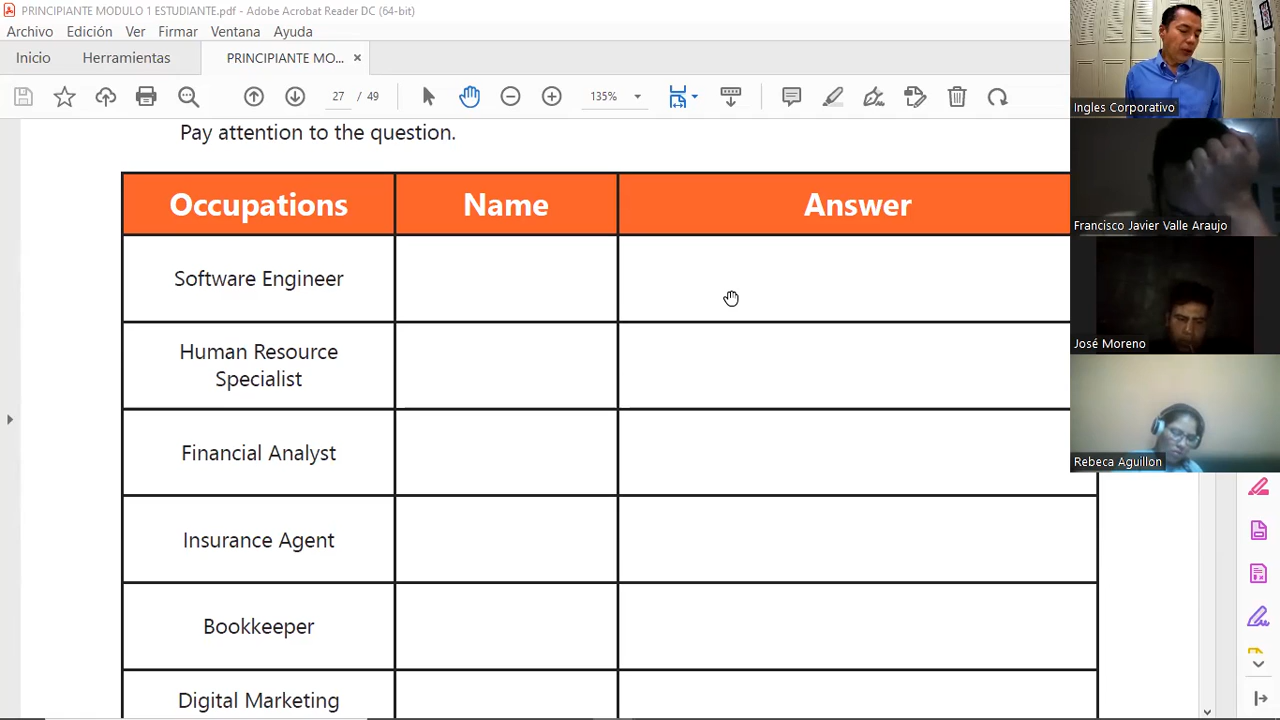 PRINCIPIANTE MODULO 1 ESTUDIANTE.pdf - Adobe Acrobat Reader DC (64-bit)
Archivo Edición Ver Firmar Ventana Ayuda
Inicio Herramientas PRINCIPIANTE MO... ×
27 / 49 135%
Pay attention to the question.
Occupations Name Answer
Software Engineer
Human Resource
Specialist
Financial Analyst
Insurance Agent
Bookkeeper
Digital Marketing
Ingles Corporativo
Francisco Javier Valle Araujo
José Moreno
Rebeca Aguillon